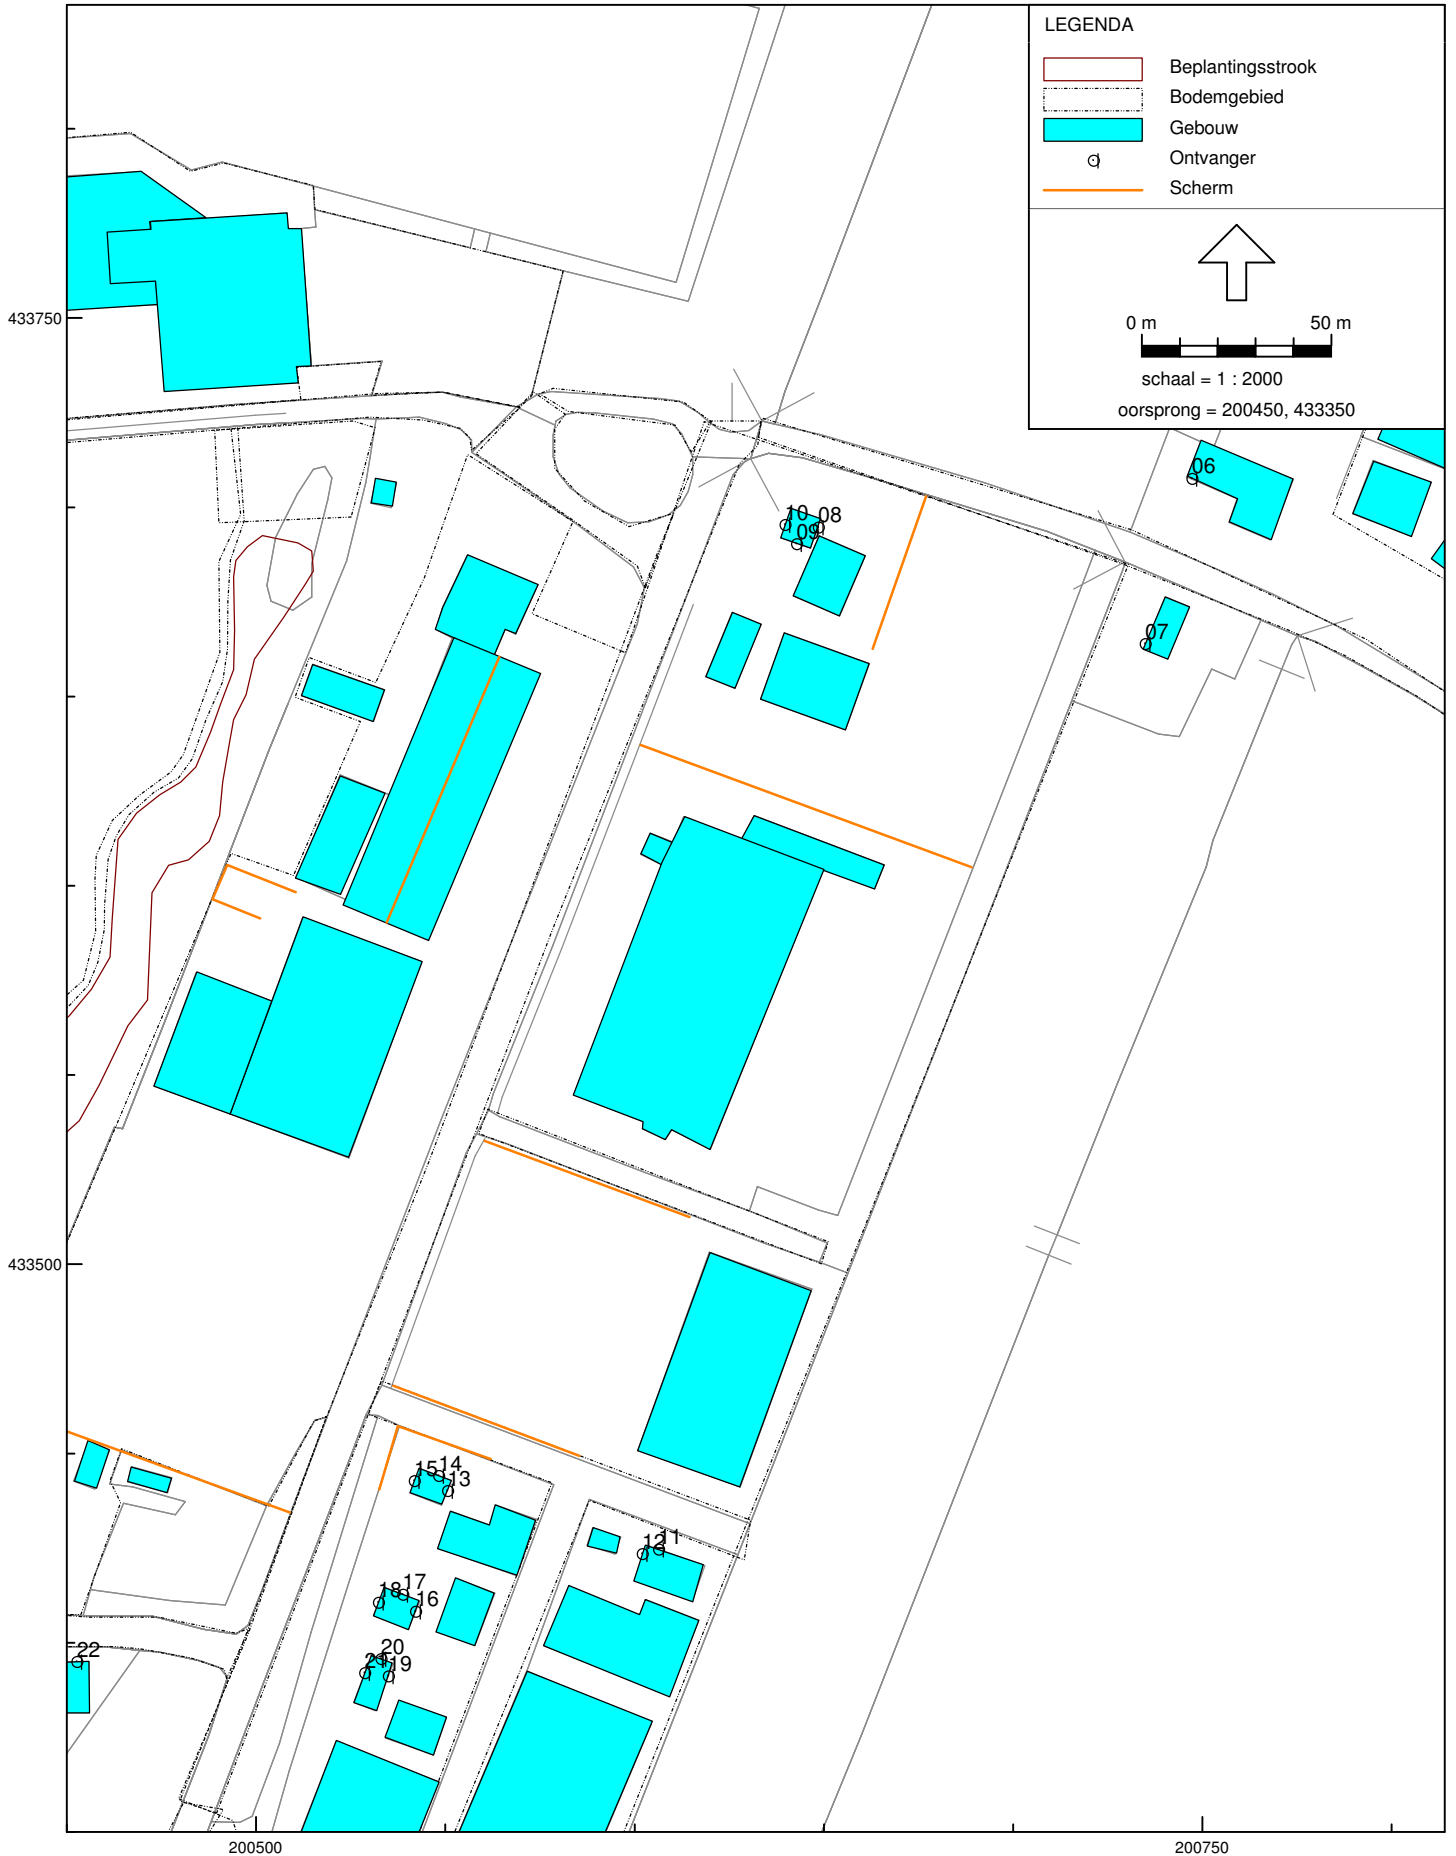 LEGENDA
Beplantingsstrook
Bodemgebied
Gebouw
Ontvanger
Scherm
0 m 50 m
schaal = 1 : 2000
oorsprong = 200450, 433350
433750
06
10 08
09
07
433500
15 14
13
12 11
18 17
16
22
20
21 19
200500 200750